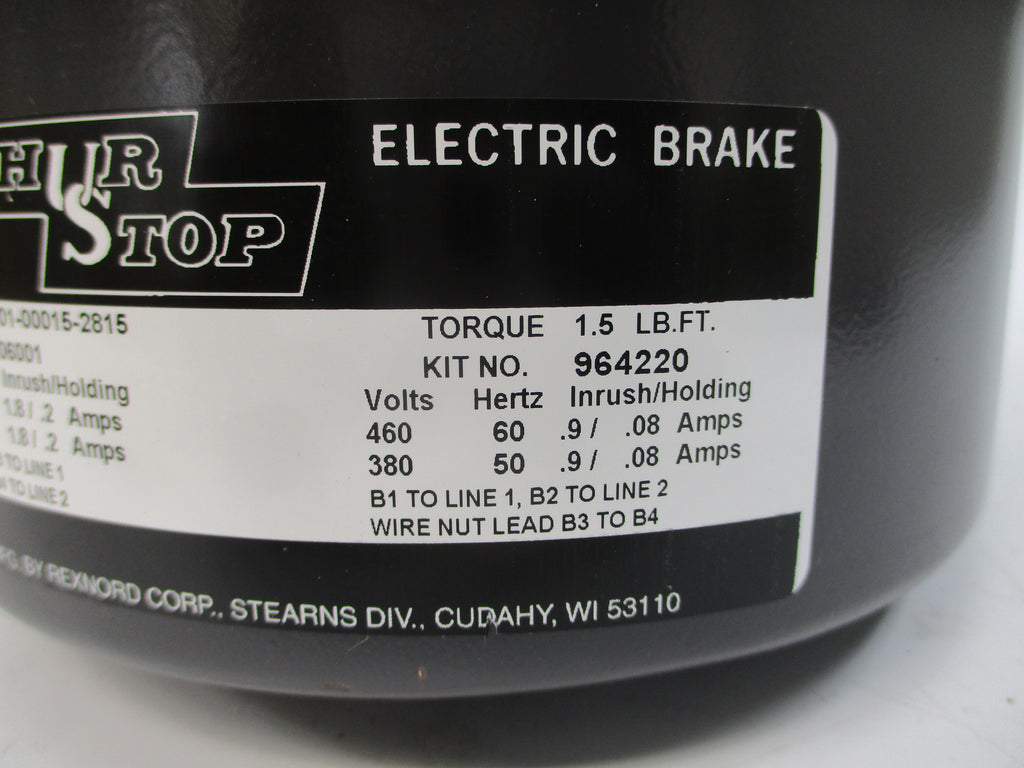 HUR
STOP
ELECTRIC BRAKE
01-00015-2815
06001
Inrush/Holding
1.8 / .2 Amps
1.8 / .2 Amps
TO LINE 1
TO LINE 2
TORQUE 1.5 LB.FT.
KIT NO. 964220
Volts Hertz Inrush/Holding
460 60 .9 / .08 Amps
380 50 .9 / .08 Amps
B1 TO LINE 1, B2 TO LINE 2
WIRE NUT LEAD B3 TO B4
BY REXNORD CORP., STEARNS DIV., CUDAHY, WI 53110